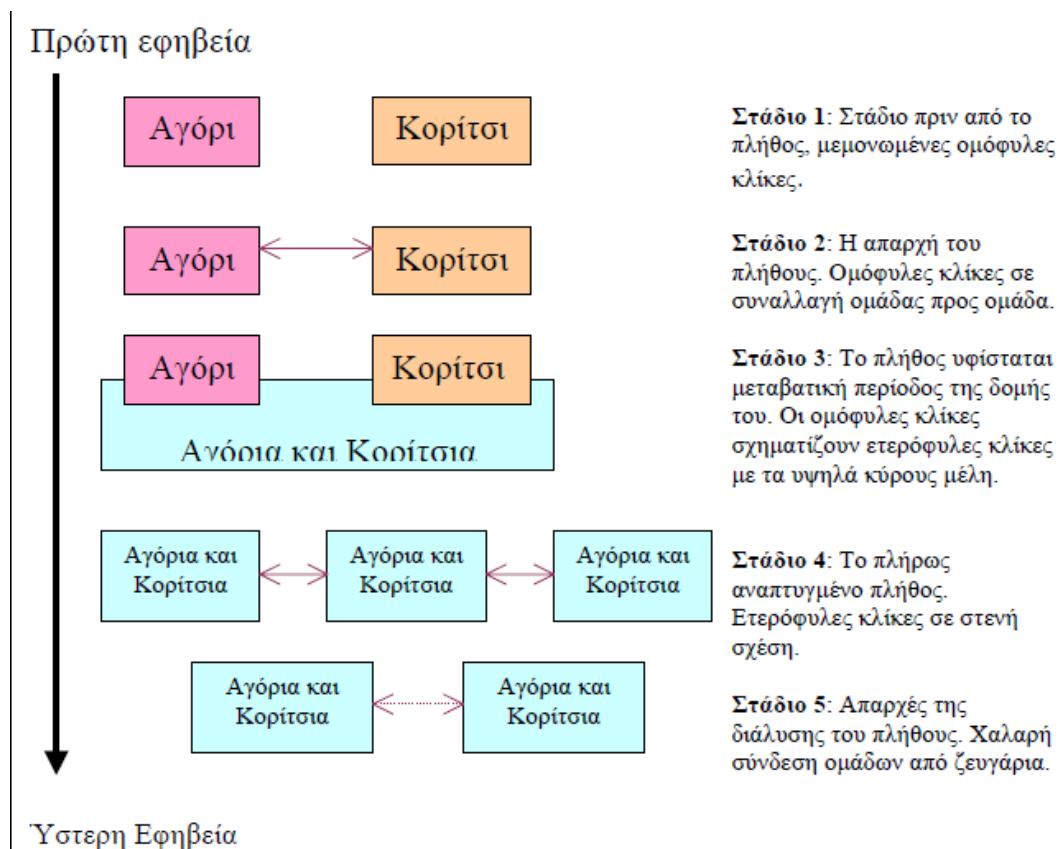 Πρώτη εφηβεία
Αγόρι
Κορίτσι
Στάδιο 1: Στάδιο πριν από το
πλήθος, μεμονωμένες ομόφυλες
κλίκες.
Αγόρι
Κορίτσι
Στάδιο 2: Η απαρχή του
πλήθους. Ομόφυλες κλίκες σε
συναλλαγή ομάδας προς ομάδα.
Αγόρι
Κορίτσι
Αγόρια και Κορίτσια
Στάδιο 3: Το πλήθος υφίσταται
μεταβατική περίοδος της δομής
του. Οι ομόφυλες κλίκες
σχηματίζουν ετερόφυλες κλίκες
με τα υψηλά κύρους μέλη.
Αγόρια και
Κορίτσια
Αγόρια και
Κορίτσια
Αγόρια και
Κορίτσια
Στάδιο 4: Το πλήρως
αναπτυγμένο πλήθος.
Ετερόφυλες κλίκες σε στενή
σχέση.
Αγόρια και
Κορίτσια
Αγόρια και
Κορίτσια
Στάδιο 5: Απαρχές της
διάλυσης του πλήθους. Χαλαρή
σύνδεση ομάδων από ζευγάρια.
Ύστερη Εφηβεία